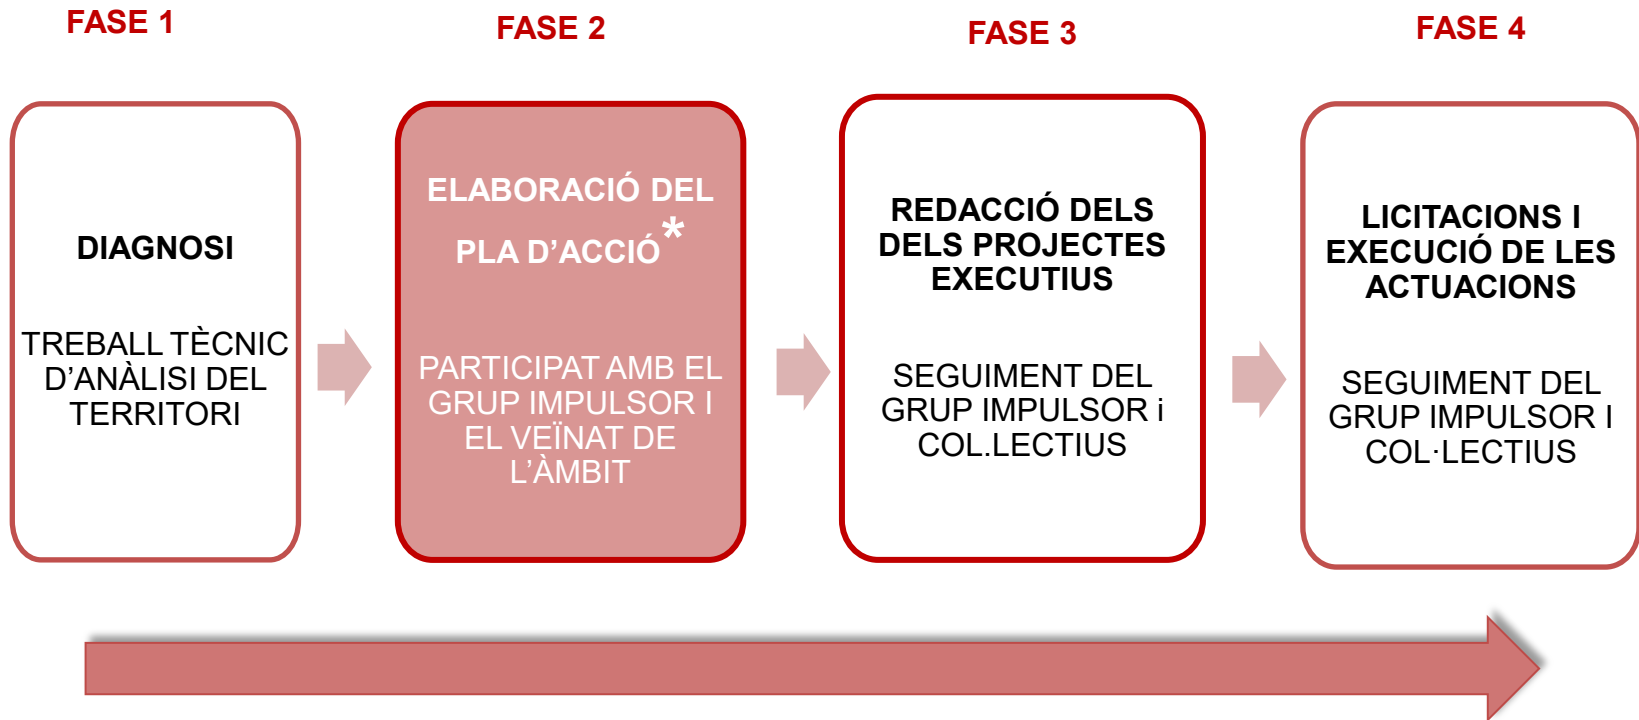 FASE 1
FASE 2
FASE 3
FASE 4
DIAGNOSI
TREBALL TÈCNIC
D’ANÀLISI DEL
TERRITORI
ELABORACIÓ DEL
PLA D’ACCIÓ*
PARTICIPAT AMB EL
GRUP IMPULSOR I
EL VEÏNAT DE
L’ÀMBIT
REDACCIÓ DELS
DELS PROJECTES
EXECUTIUS
SEGUIMENT DEL
GRUP IMPULSOR i
COL.LECTIUS
LICITACIONS I
EXECUCIÓ DE LES
ACTUACIONS
SEGUIMENT DEL
GRUP IMPULSOR I
COL·LECTIUS